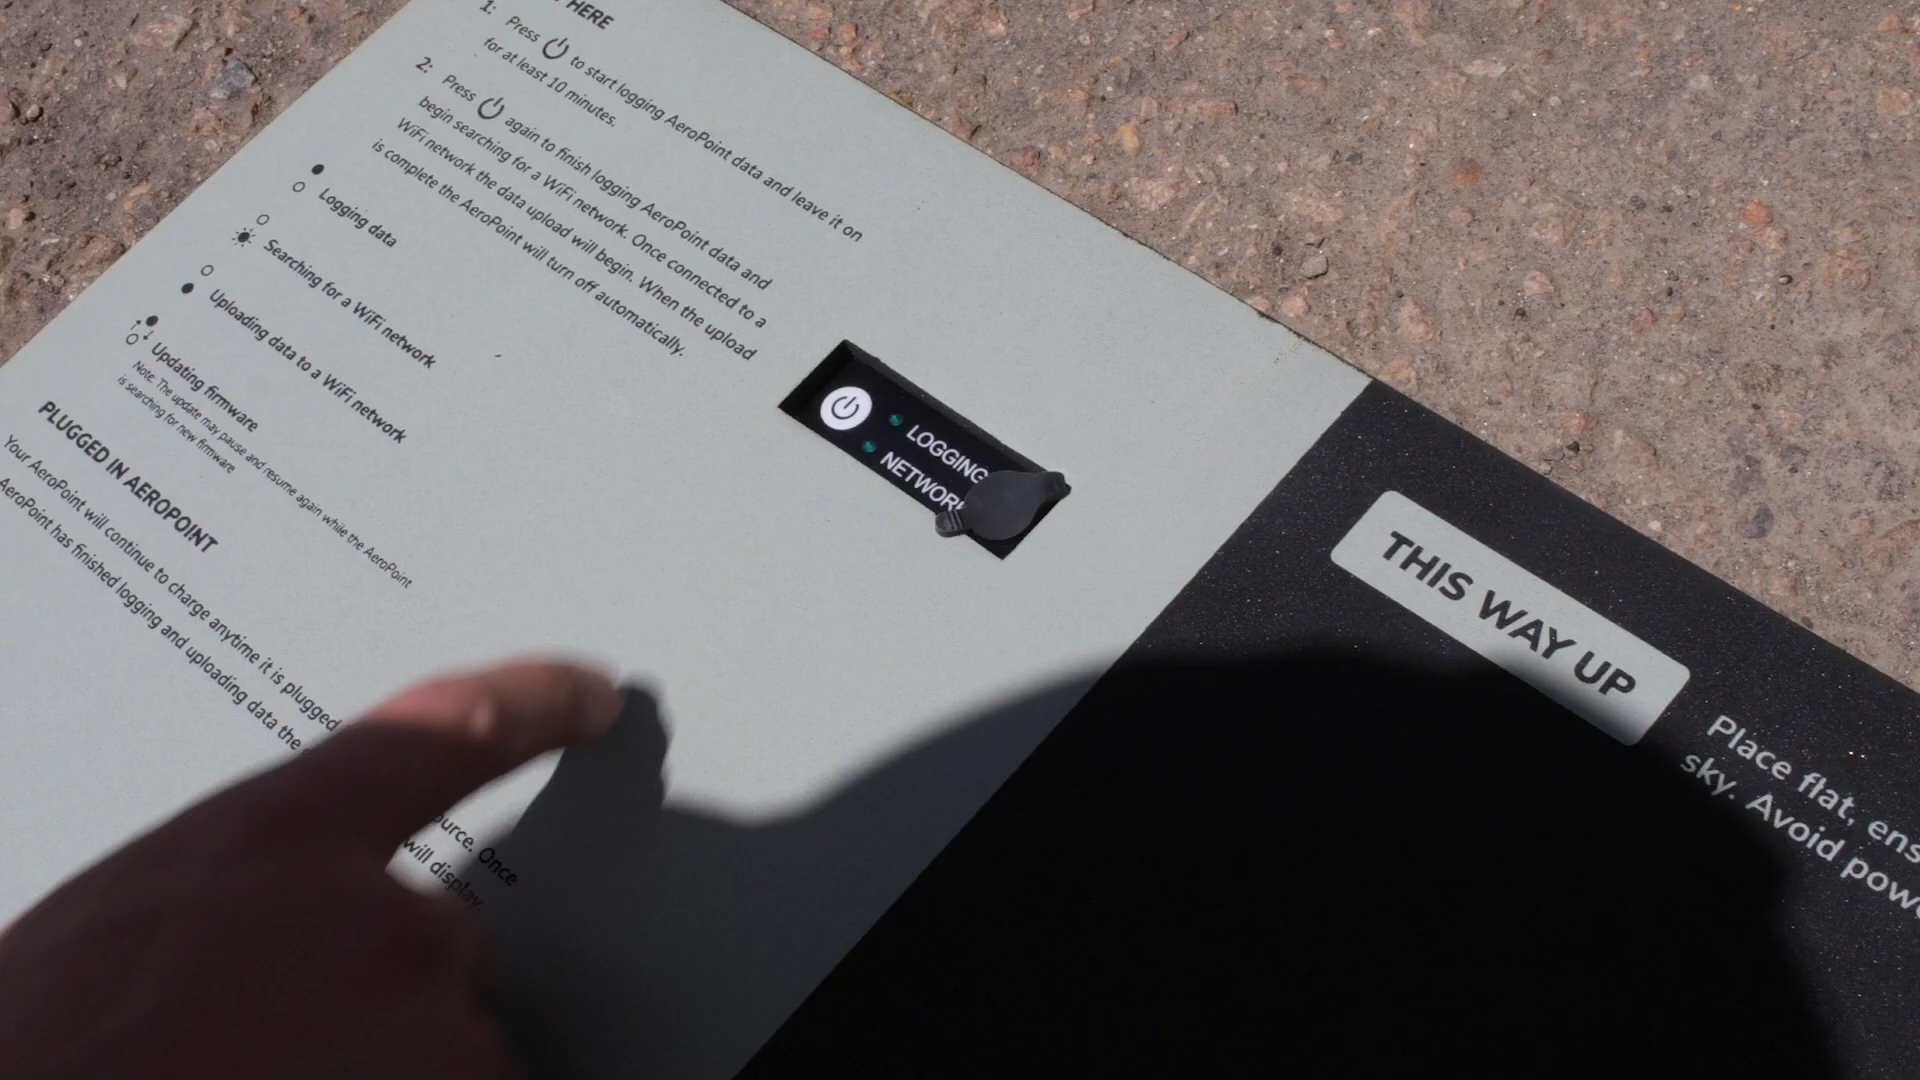 HERE
1: Press to start logging AeroPoint data and leave it on
for at least 10 minutes.
2: Press again to finish logging AeroPoint data and
begin searching for a WiFi network. Once connected to a
WiFi network the data upload will begin. When the upload
is complete the AeroPoint will turn off automatically.
Logging data
Searching for a WiFi network
Uploading data to a WiFi network
Updating firmware
Note: The update may pause and resume again while the AeroPoint
is searching for new firmware
PLUGGED IN AEROPOINT
Your AeroPoint will continue to charge anytime it is plugged
ource. Once
AeroPoint has finished logging and uploading data the
will display.
LOGGING
NETWORK
THIS WAY UP
Place flat, ens
sky. Avoid pow